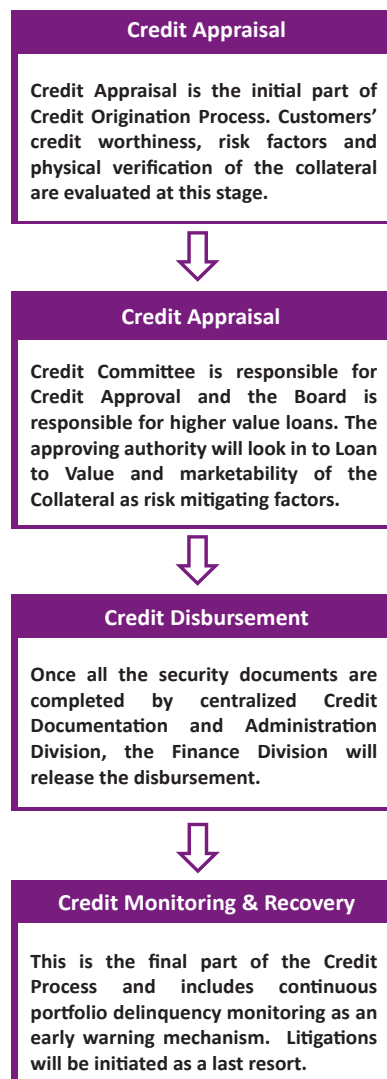 Credit Appraisal
Credit Appraisal is the initial part of
Credit Origination Process. Customers’
credit worthiness, risk factors and
physical verification of the collateral
are evaluated at this stage.
Credit Appraisal
Credit Committee is responsible for
Credit Approval and the Board is
responsible for higher value loans. The
approving authority will look in to Loan
to Value and marketability of the
Collateral as risk mitigating factors.
Credit Disbursement
Once all the security documents are
completed by centralized Credit
Documentation and Administration
Division, the Finance Division will
release the disbursement.
Credit Monitoring & Recovery
This is the final part of the Credit
Process and includes continuous
portfolio delinquency monitoring as an
early warning mechanism. Litigations
will be initiated as a last resort.